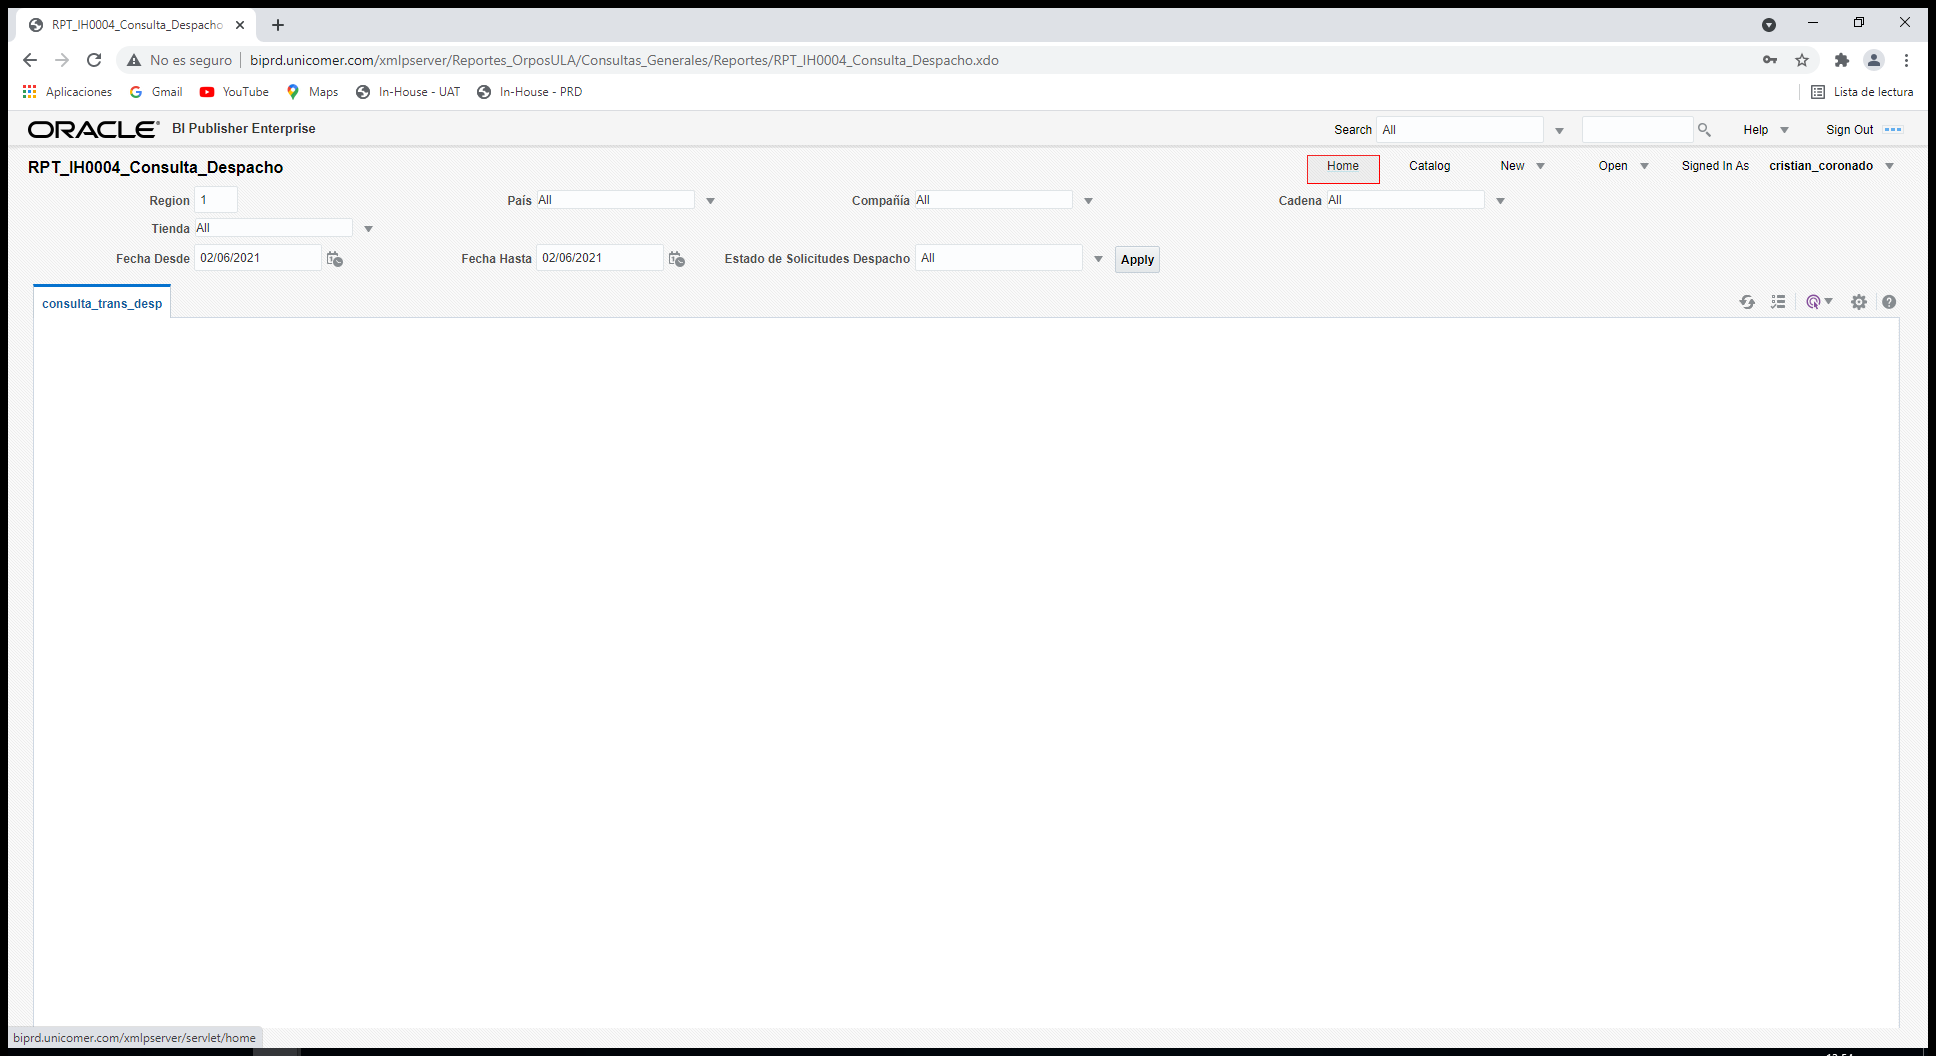 RPT_IH0004_Consulta_Despacho
No es seguro biprd.unicomer.com/xmlpserver/Reportes_OrposULA/Consultas_Generales/Reportes/RPT_IH0004_Consulta_Despacho.xdo
Aplicaciones Gmail YouTube Maps In-House - UAT In-House - PRD Lista de lectura
ORACLE BI Publisher Enterprise Search All Help Sign Out
RPT_IH0004_Consulta_Despacho Home Catalog New Open Signed In As cristian_coronado
Region 1 País All Compañía All Cadena All
Tienda All
Fecha Desde 02/06/2021 Fecha Hasta 02/06/2021 Estado de Solicitudes Despacho All Apply
consulta_trans_desp
biprd.unicomer.com/xmlpserver/servlet/home